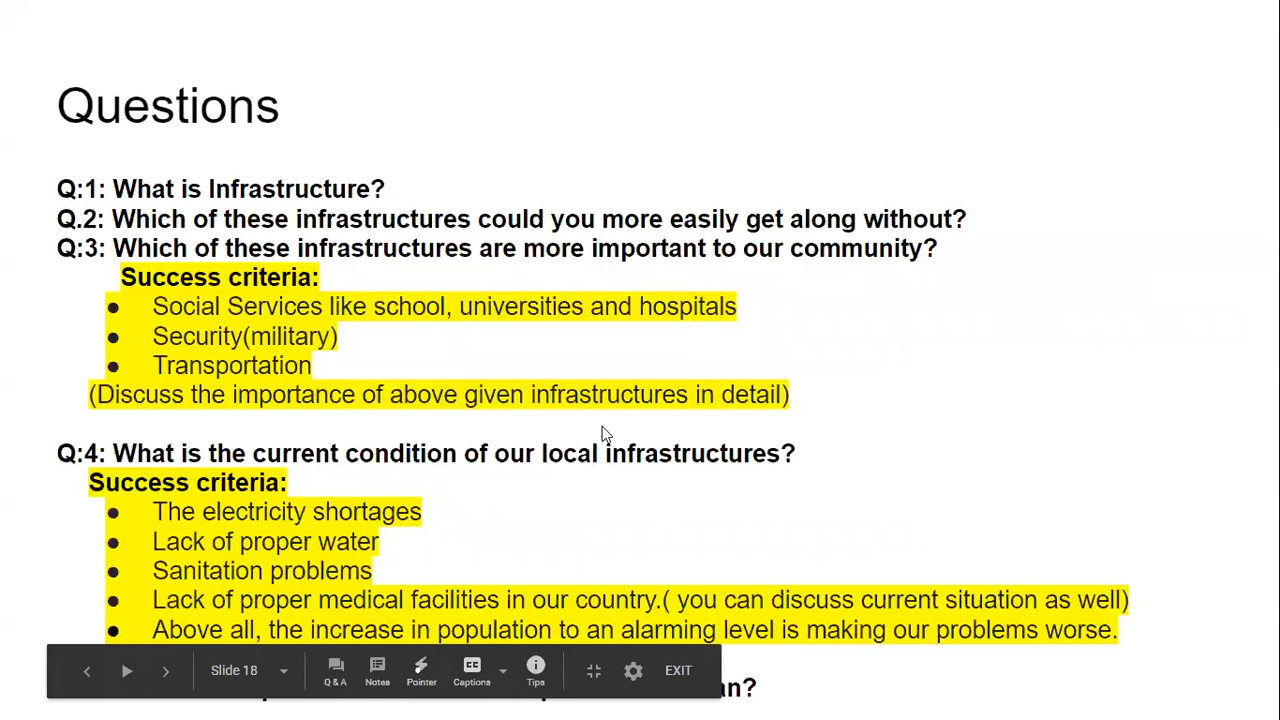 Questions
Q:1: What is Infrastructure?
Q.2: Which of these infrastructures could you more easily get along without?
Q:3: Which of these infrastructures are more important to our community?
Success criteria:
● Social Services like school, universities and hospitals
● Security(military)
● Transportation
(Discuss the importance of above given infrastructures in detail)
Q:4: What is the current condition of our local infrastructures?
Success criteria:
● The electricity shortages
● Lack of proper water
● Sanitation problems
● Lack of proper medical facilities in our country.( you can discuss current situation as well)
● Above all, the increase in population to an alarming level is making our problems worse.
Slide 18 Q & A Notes Pointer CC Captions Tips EXIT